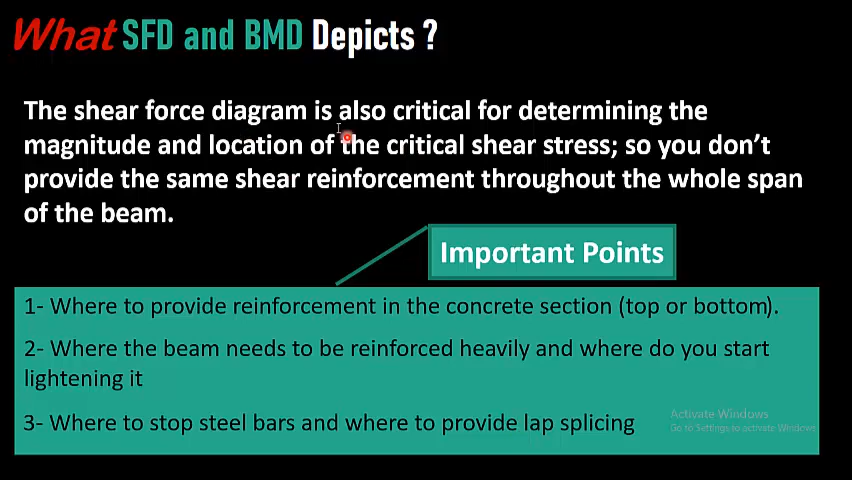 What SFD and BMD Depicts ?
The shear force diagram is also critical for determining the
magnitude and location of the critical shear stress; so you don’t
provide the same shear reinforcement throughout the whole span
of the beam.
Important Points
1- Where to provide reinforcement in the concrete section (top or bottom).
2- Where the beam needs to be reinforced heavily and where do you start
lightening it
3- Where to stop steel bars and where to provide lap splicing
Activate Windows
Go to Settings to activate Windows